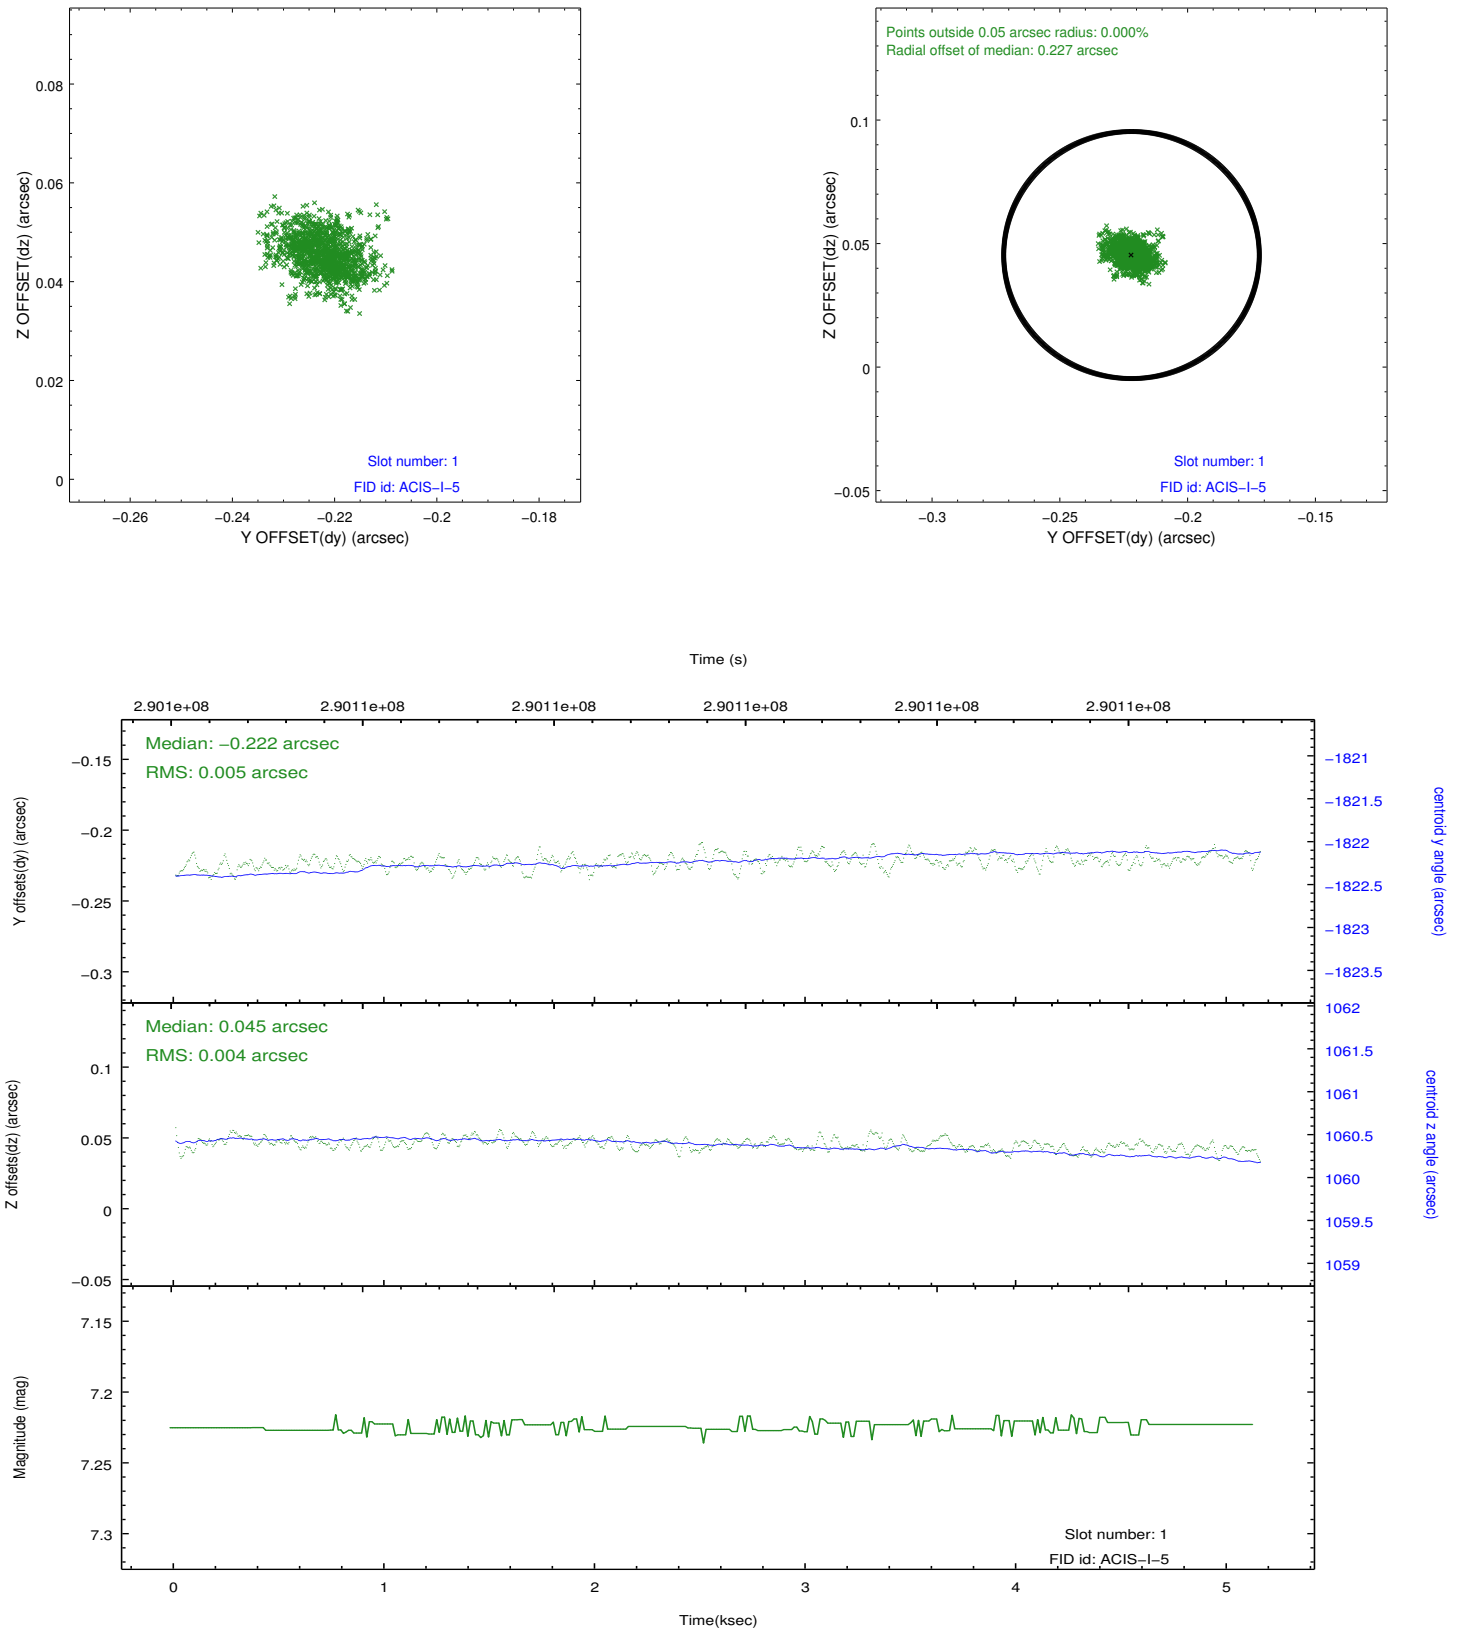 0.08
0.06
0.04
0.02
0
Z OFFSET(dz) (arcsec)
Slot number: 1
FID id: ACIS−I−5
−0.26
−0.24
−0.22
−0.2
−0.18
Y OFFSET(dy) (arcsec)
Points outside 0.05 arcsec radius: 0.000%
Radial offset of median: 0.227 arcsec
0.1
0.05
0
−0.05
Z OFFSET(dz) (arcsec)
Slot number: 1
FID id: ACIS−I−5
−0.3
−0.25
−0.2
−0.15
Y OFFSET(dy) (arcsec)
Time (s)
2.901e+08
2.9011e+08
2.9011e+08
2.9011e+08
2.9011e+08
2.9011e+08
Median: −0.222 arcsec
RMS: 0.005 arcsec
−0.15
−0.2
−0.25
−0.3
Y offsets(dy) (arcsec)
−1821
−1821.5
−1822
−1822.5
−1823
−1823.5
centroid y angle (arcsec)
Median: 0.045 arcsec
RMS: 0.004 arcsec
0.1
0.05
0
−0.05
Z offsets(dz) (arcsec)
1062
1061.5
1061
1060.5
1060
1059.5
1059
centroid z angle (arcsec)
7.15
7.2
7.25
7.3
Magnitude (mag)
Slot number: 1
FID id: ACIS−I−5
0
1
2
3
4
5
Time(ksec)